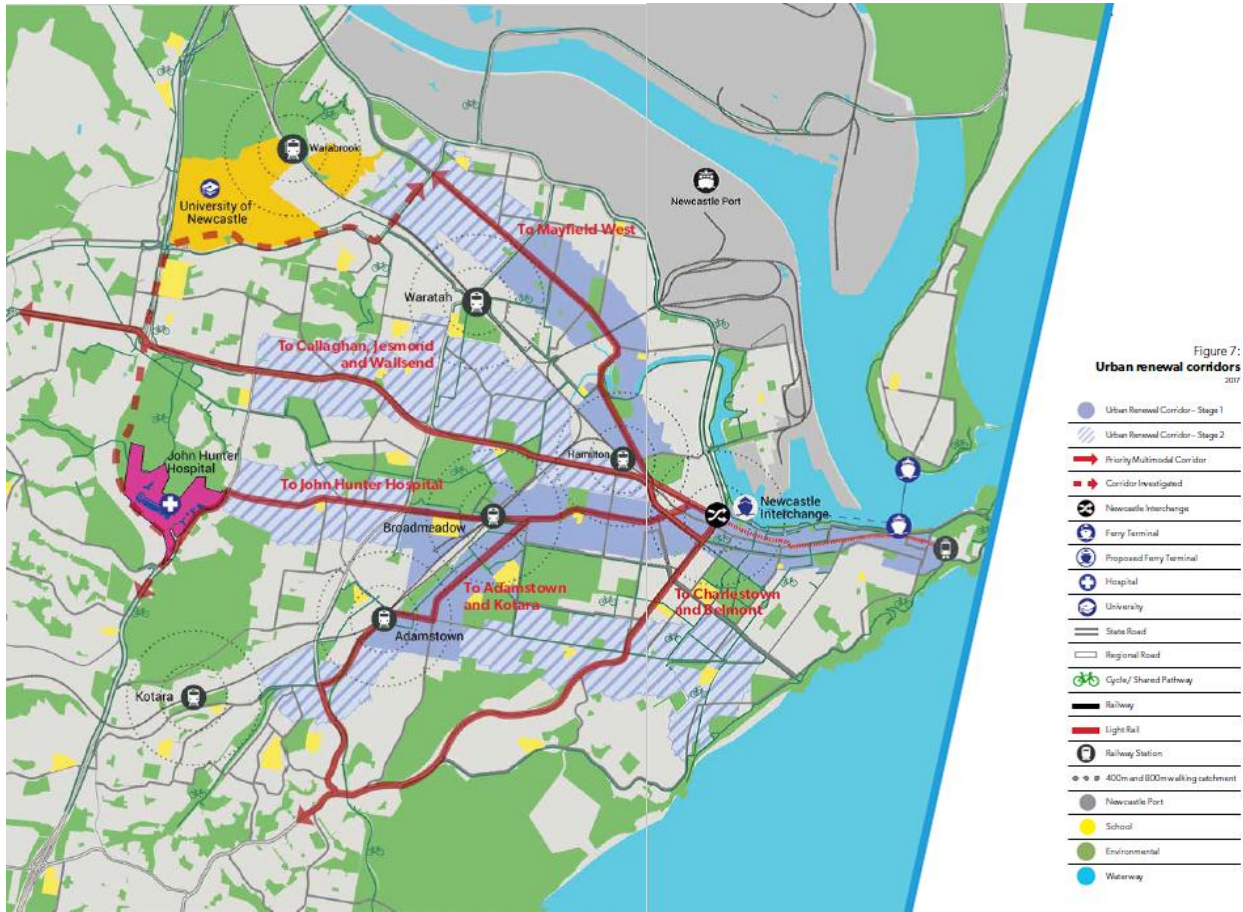 Warabrook
University of
Newcastle
Newcastle Port
To Mayfield West
Waratah
To Callaghan, Jesmond
and Wallsend
John Hunter
Hospital
To John Hunter Hospital
Hamilton
Broadmeadow
Newcastle
Interchange
To Adamstown
and Kotara
To Charlestown
and Belmont
Adamstown
Kotara
Figure 7:
Urban renewal corridors
2017
Urban Renewal Corridor – Stage 1
Urban Renewal Corridor – Stage 2
Priority Multimodal Corridor
Corridor Investigated
Newcastle Interchange
Ferry Terminal
Proposed Ferry Terminal
Hospital
University
State Road
Regional Road
Cycle/ Shared Pathway
Railway
Light Rail
Railway Station
400m and 800m walking catchment
Newcastle Port
School
Environmental
Waterway